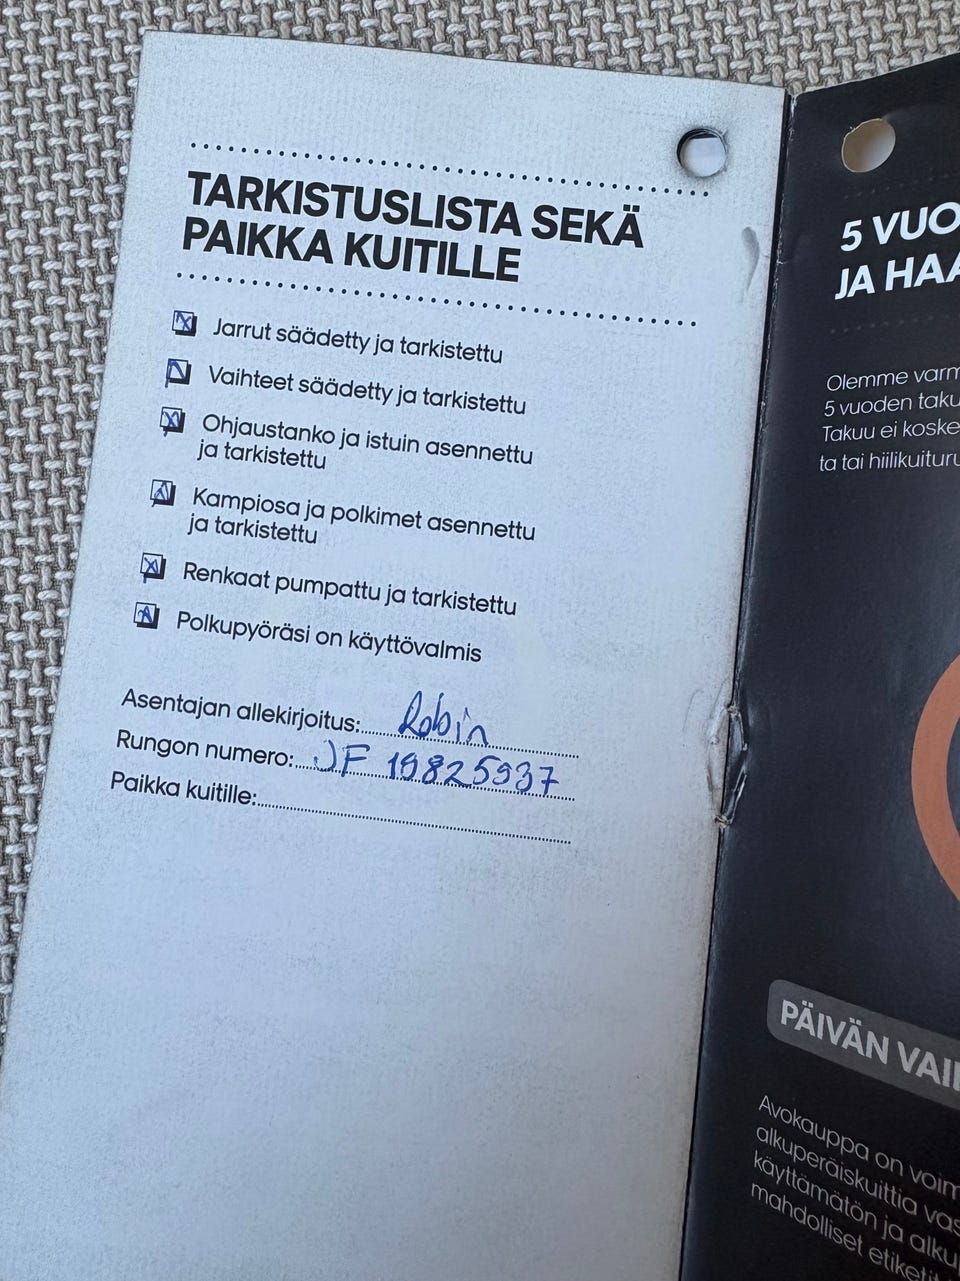 TARKISTUSLISTA SEKÄ
PAIKKA KUITILLE
Jarrut säädetty ja tarkistettu
Vaihteet säädetty ja tarkistettu
Ohjaustanko ja istuin asennettu
ja tarkistettu
Kampiosa ja polkimet asennettu
ja tarkistettu
Renkaat pumpattu ja tarkistettu
Polkupyöräsi on käyttövalmis
Asentajan allekirjoitus: Robin
Rungon numero: JF 19825937
Paikka kuitille:
5 VUO
JA HAA
Olemme varm
5 vuoden taku
Takuu ei koske
ta tai hiilikuituru
PÄIVÄN VAI
Avokauppa on voim
alkuperäiskuittia vas
käyttämätön ja alku
mahdolliset etiketi